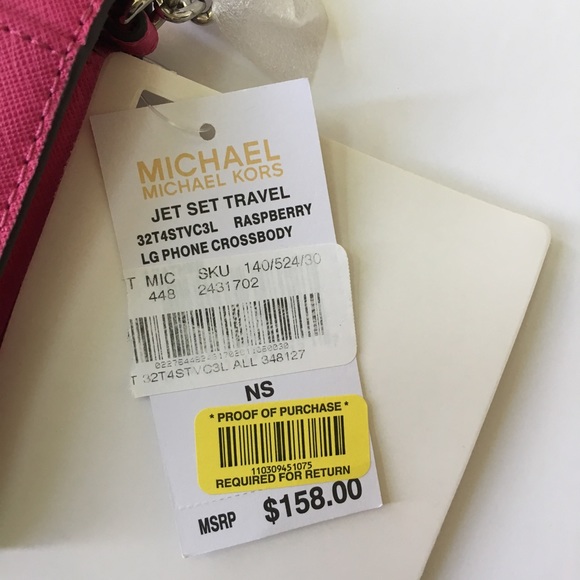 MICHAEL
MICHAEL KORS
JET SET TRAVEL
32T4STVC3L RASPBERRY
LG PHONE CROSSBODY
T MIC SKU 140/524/30
448 2431702
T 32T4STVC3L ALL 348127
NS
* PROOF OF PURCHASE *
110309451075
REQUIRED FOR RETURN
MSRP $158.00